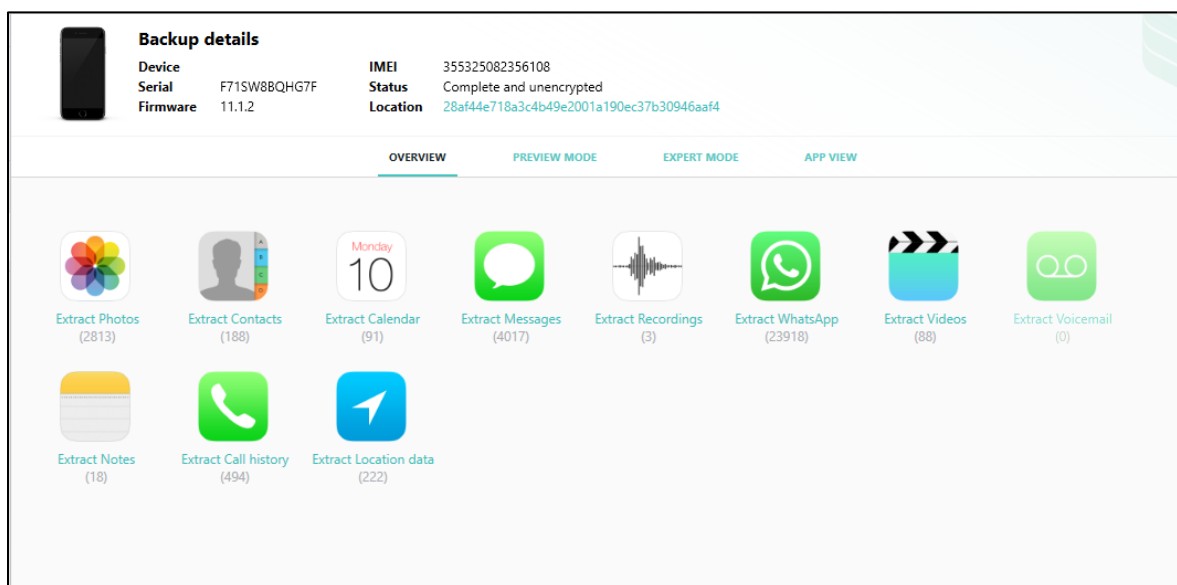 Backup details
Device
Serial F71SW8BQHG7F
Firmware 11.1.2
IMEI 355325082356108
Status Complete and unencrypted
Location 28af44e718a3c4b49e2001a190ec37b30946aaf4
OVERVIEW PREVIEW MODE EXPERT MODE APP VIEW
A
B
C
D
Monday
10
Extract Photos Extract Contacts Extract Calendar Extract Messages Extract Recordings Extract WhatsApp Extract Videos Extract Voicemail
(2813) (188) (91) (4017) (3) (23918) (88) (0)
Extract Notes Extract Call history Extract Location data
(18) (494) (222)